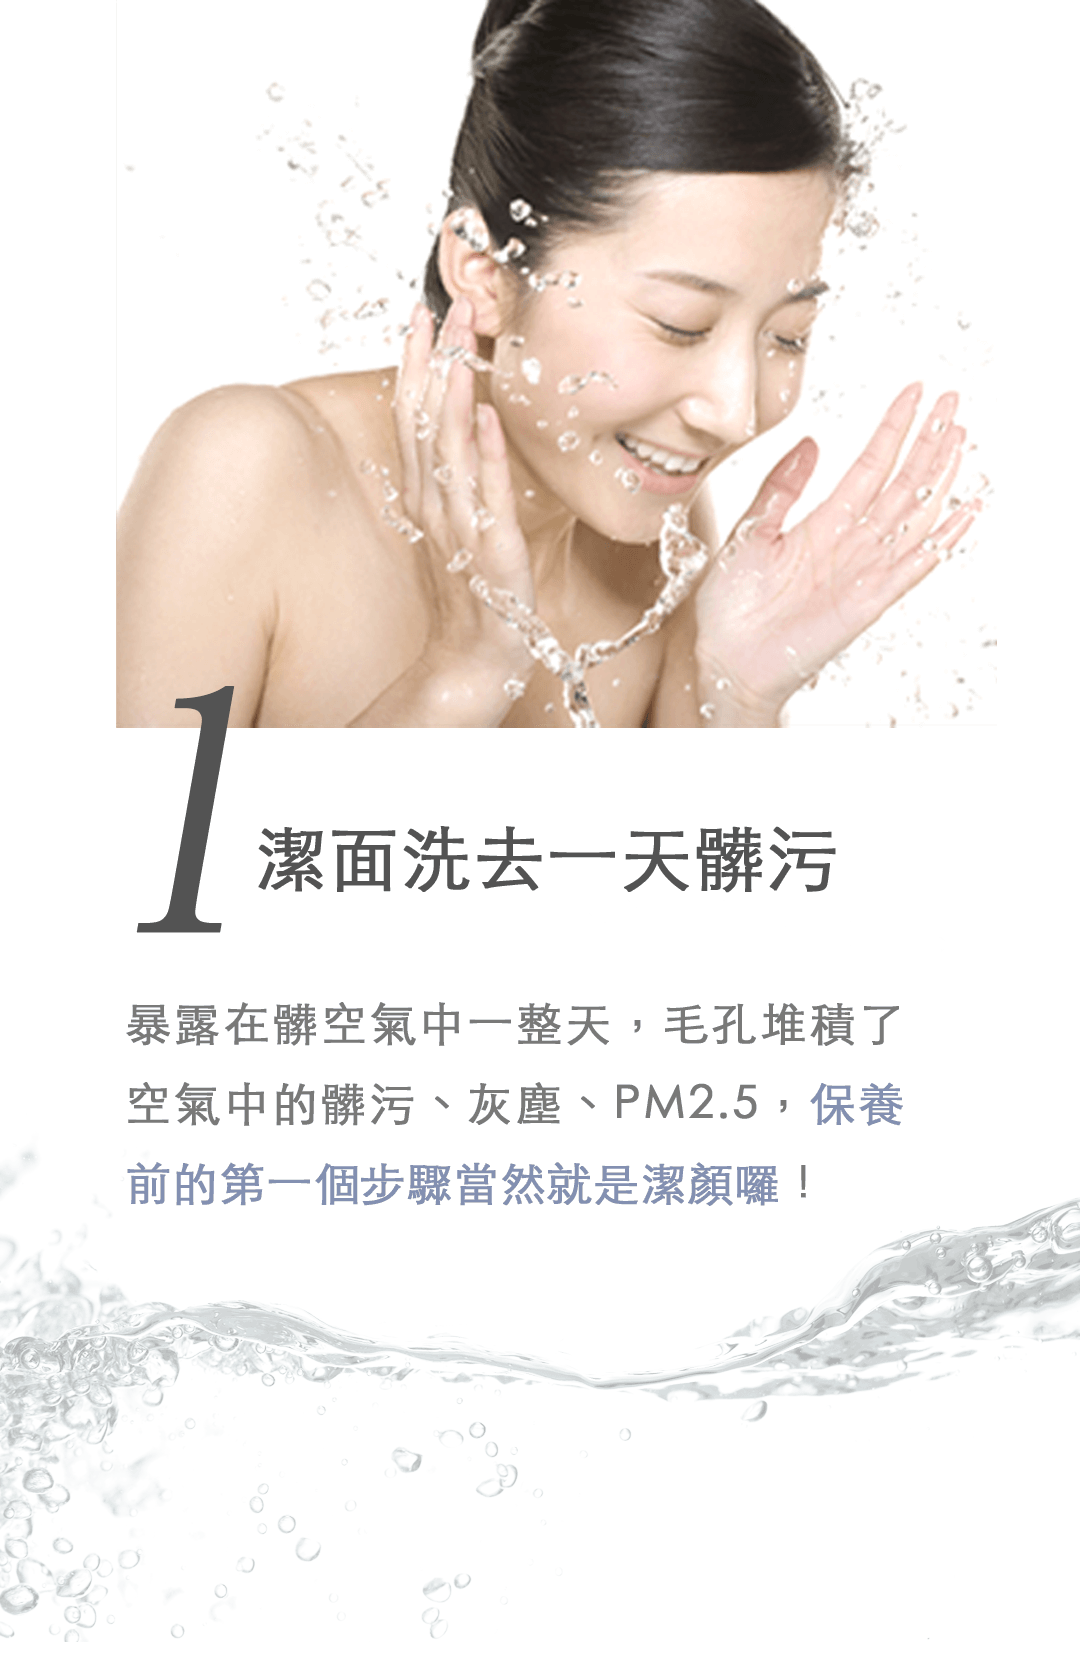 1
潔面洗去一天髒污
暴露在髒空氣中一整天，毛孔堆積了
空氣中的髒污、灰塵、PM2.5，保養
前的第一個步驟當然就是潔顏囉！